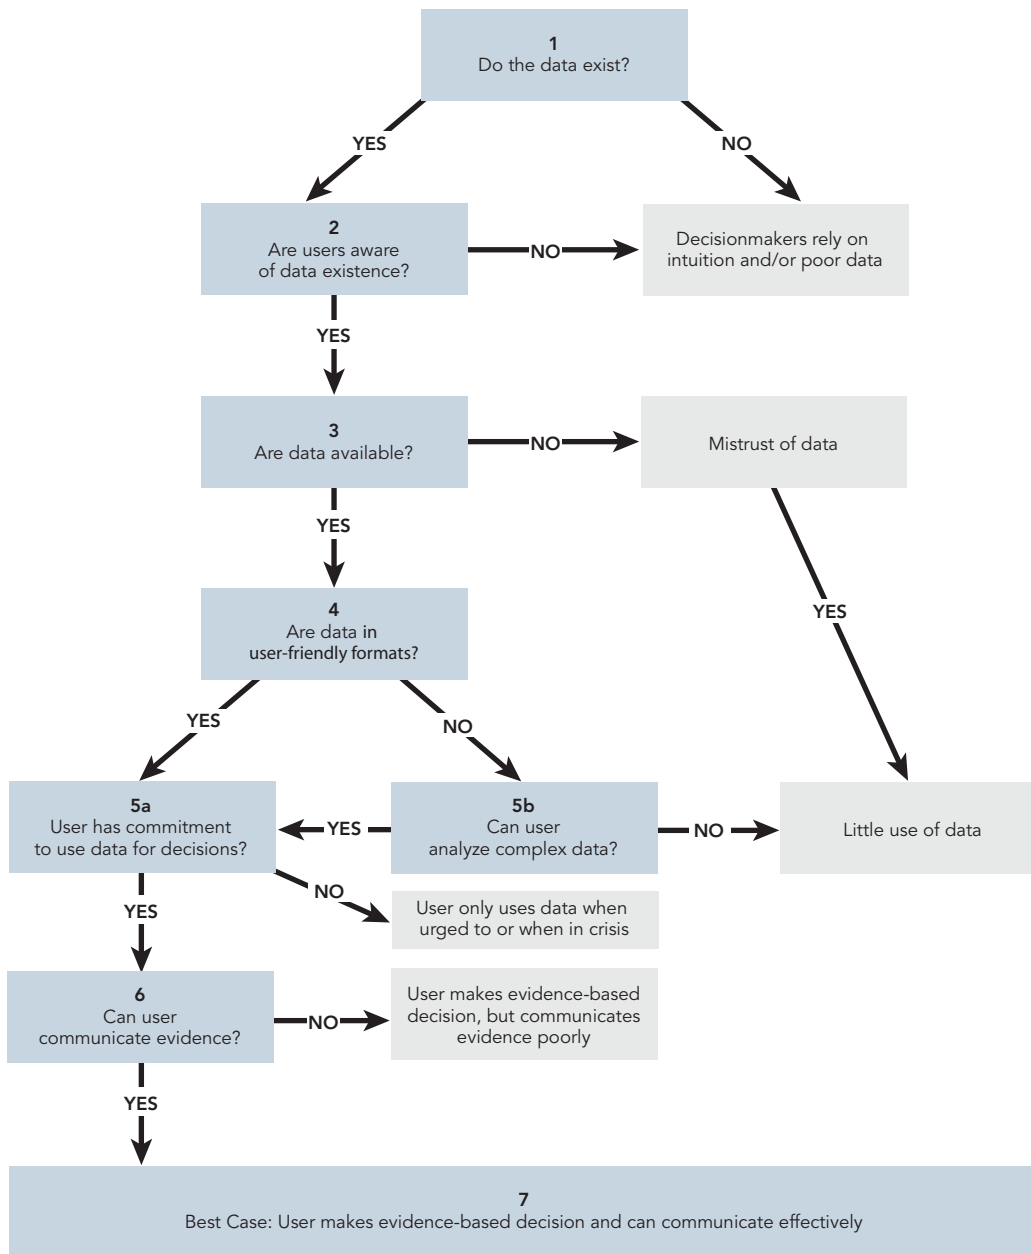 1
Do the data exist?
YES
NO
2
Are users aware
of data existence?
NO
Decisionmakers rely on
intuition and/or poor data
YES
3
Are data available?
NO
Mistrust of data
YES
YES
4
Are data in
user-friendly formats?
YES
NO
5a
User has commitment
to use data for decisions?
YES
5b
Can user
analyze complex data?
NO
Little use of data
NO
User only uses data when
urged to or when in crisis
YES
6
Can user
communicate evidence?
NO
User makes evidence-based
decision, but communicates
evidence poorly
YES
7
Best Case: User makes evidence-based decision and can communicate effectively